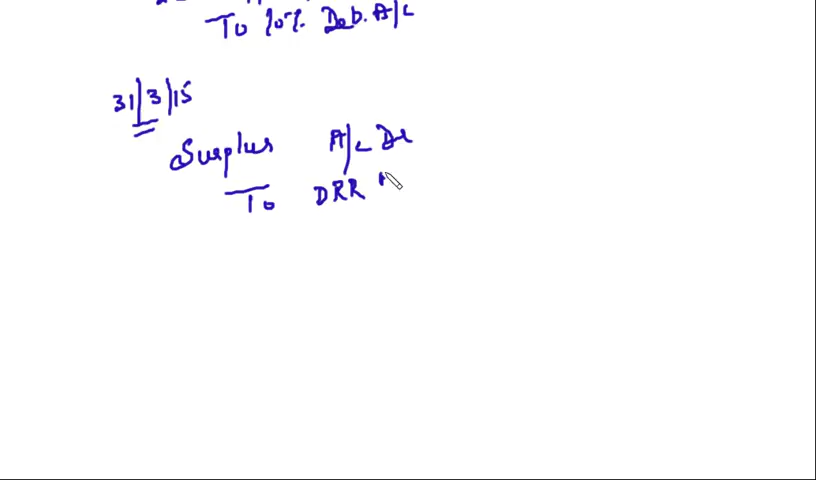 To 10% Deb. A/c
31/3/15
Surplus A/c Dr
To DRR